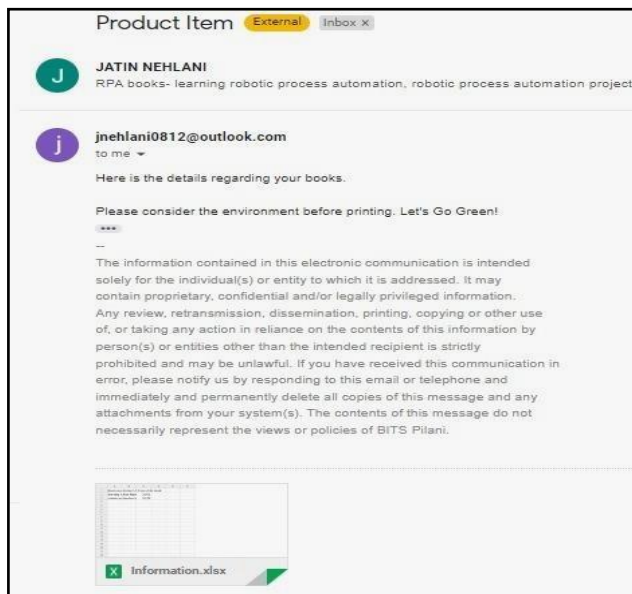 Product Item External Inbox ×
J JATIN NEHLANI
RPA books- learning robotic process automation, robotic process automation project
j jnehlani0812@outlook.com
to me
Here is the details regarding your books.
Please consider the environment before printing. Let's Go Green!
•••
--
The information contained in this electronic communication is intended
solely for the individual(s) or entity to which it is addressed. It may
contain proprietary, confidential and/or legally privileged information.
Any review, retransmission, dissemination, printing, copying or other use
of, or taking any action in reliance on the contents of this information by
person(s) or entities other than the intended recipient is strictly
prohibited and may be unlawful. If you have received this communication in
error, please notify us by responding to this email or telephone and
immediately and permanently delete all copies of this message and any
attachments from your system(s). The contents of this message do not
necessarily represent the views or policies of BITS Pilani.
X Information.xlsx